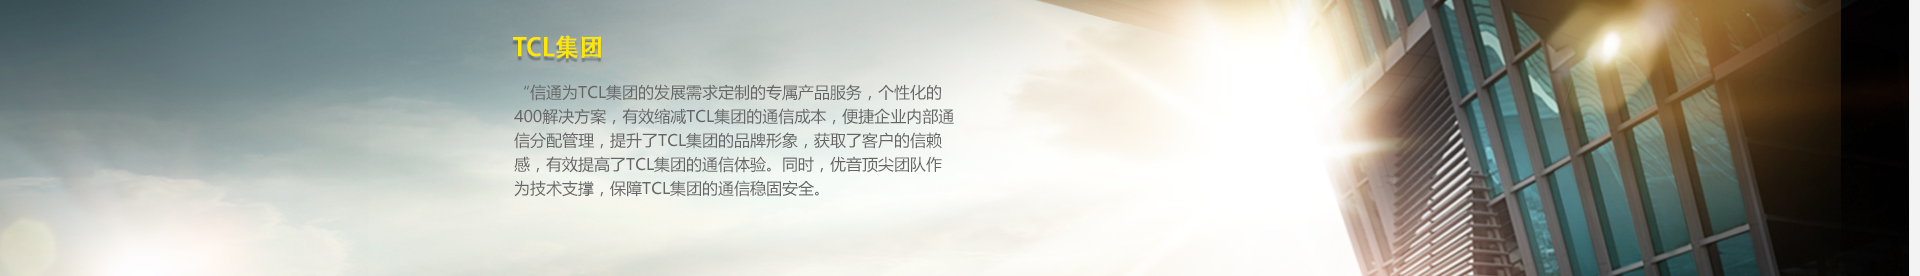 TCL集团
“信通为TCL集团的发展需求定制的专属产品服务，个性化的
400解决方案，有效缩减TCL集团的通信成本，便捷企业内部通
信分配管理，提升了TCL集团的品牌形象，获取了客户的信赖
感，有效提高了TCL集团的通信体验。同时，优音顶尖团队作
为技术支撑，保障TCL集团的通信稳固安全。